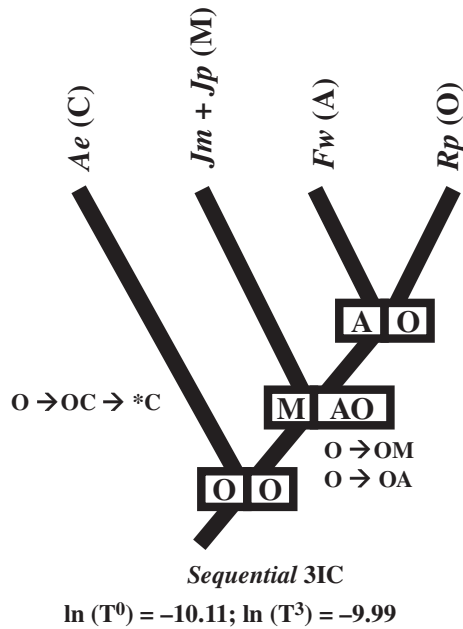 Ae (C)
Jm + Jp (M)
Fw (A)
Rp (O)
A O
M AO
O → OC → *C
O → OM
O → OA
O O
Sequential 3IC
ln (T⁰) = –10.11; ln (T³) = –9.99